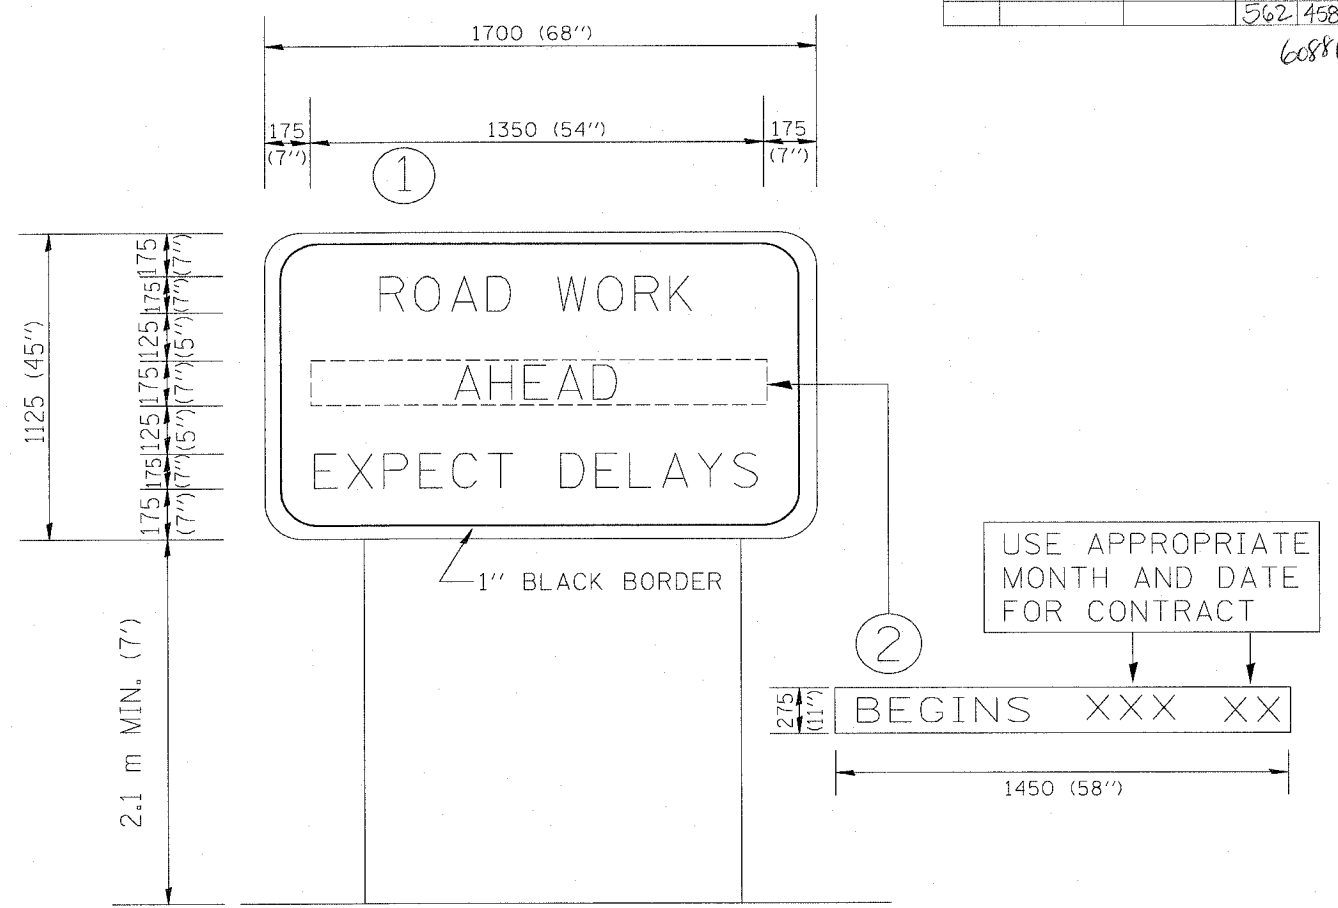 562 458
6088
1700 (68'')
175 1350 (54'') 175
(7'') (7'')
1
1125 (45'')
175 (7'')
175 (7'')
125 (5'')
175 (7'')
125 (5'')
175 (7'')
175 (7'')
ROAD WORK
AHEAD
EXPECT DELAYS
1'' BLACK BORDER
2.1 m MIN. (7')
USE APPROPRIATE
MONTH AND DATE
FOR CONTRACT
2
275 (11'')
BEGINS XXX XX
1450 (58'')